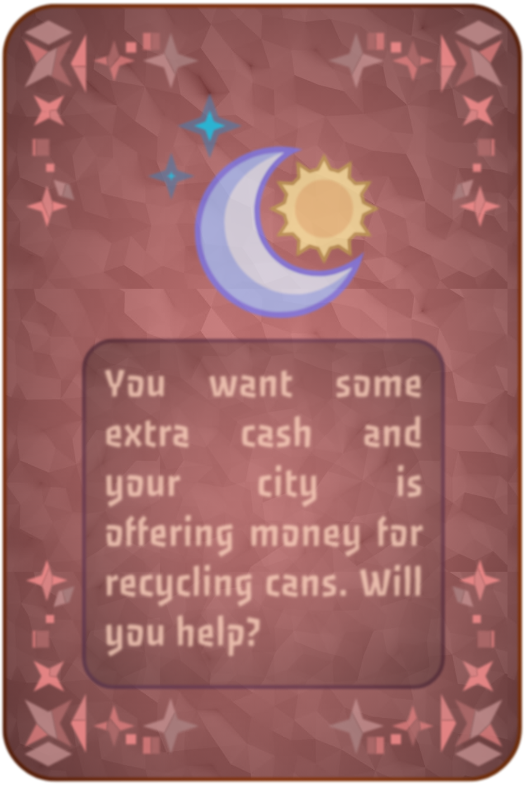 You want some
extra cash and
your city is
offering money for
recycling cans. Will
you help?